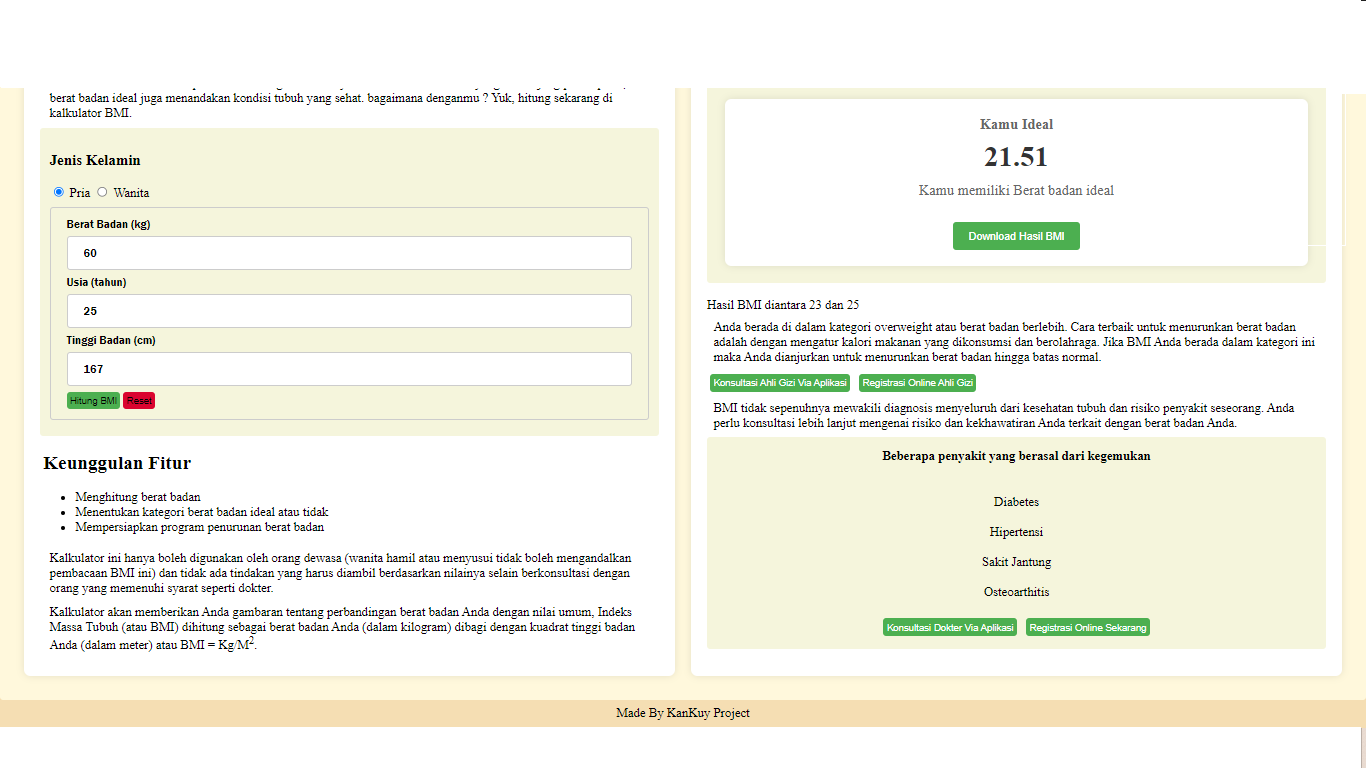 berat badan ideal juga menandakan kondisi tubuh yang sehat. bagaimana denganmu ? Yuk, hitung sekarang di
kalkulator BMI.
Jenis Kelamin
Pria Wanita
Berat Badan (kg)
60
Usia (tahun)
25
Tinggi Badan (cm)
167
Hitung BMI Reset
Keunggulan Fitur
• Menghitung berat badan
• Menentukan kategori berat badan ideal atau tidak
• Mempersiapkan program penurunan berat badan
Kalkulator ini hanya boleh digunakan oleh orang dewasa (wanita hamil atau menyusui tidak boleh mengandalkan
pembacaan BMI ini) dan tidak ada tindakan yang harus diambil berdasarkan nilainya selain berkonsultasi dengan
orang yang memenuhi syarat seperti dokter.
Kalkulator akan memberikan Anda gambaran tentang perbandingan berat badan Anda dengan nilai umum, Indeks
Massa Tubuh (atau BMI) dihitung sebagai berat badan Anda (dalam kilogram) dibagi dengan kuadrat tinggi badan
Anda (dalam meter) atau BMI = Kg/M².
Kamu Ideal
21.51
Kamu memiliki Berat badan ideal
Download Hasil BMI
Hasil BMI diantara 23 dan 25
Anda berada di dalam kategori overweight atau berat badan berlebih. Cara terbaik untuk menurunkan berat badan
adalah dengan mengatur kalori makanan yang dikonsumsi dan berolahraga. Jika BMI Anda berada dalam kategori ini
maka Anda dianjurkan untuk menurunkan berat badan hingga batas normal.
Konsultasi Ahli Gizi Via Aplikasi Registrasi Online Ahli Gizi
BMI tidak sepenuhnya mewakili diagnosis menyeluruh dari kesehatan tubuh dan risiko penyakit seseorang. Anda
perlu konsultasi lebih lanjut mengenai risiko dan kekhawatiran Anda terkait dengan berat badan Anda.
Beberapa penyakit yang berasal dari kegemukan
Diabetes
Hipertensi
Sakit Jantung
Osteoarthitis
Konsultasi Dokter Via Aplikasi Registrasi Online Sekarang
Made By KanKuy Project